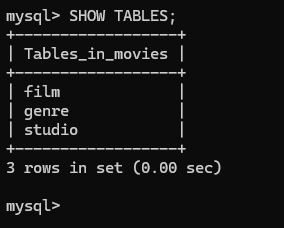 mysql> SHOW TABLES;
+------------------+
| Tables_in_movies |
+------------------+
| film             |
| genre            |
| studio           |
+------------------+
3 rows in set (0.00 sec)
mysql>